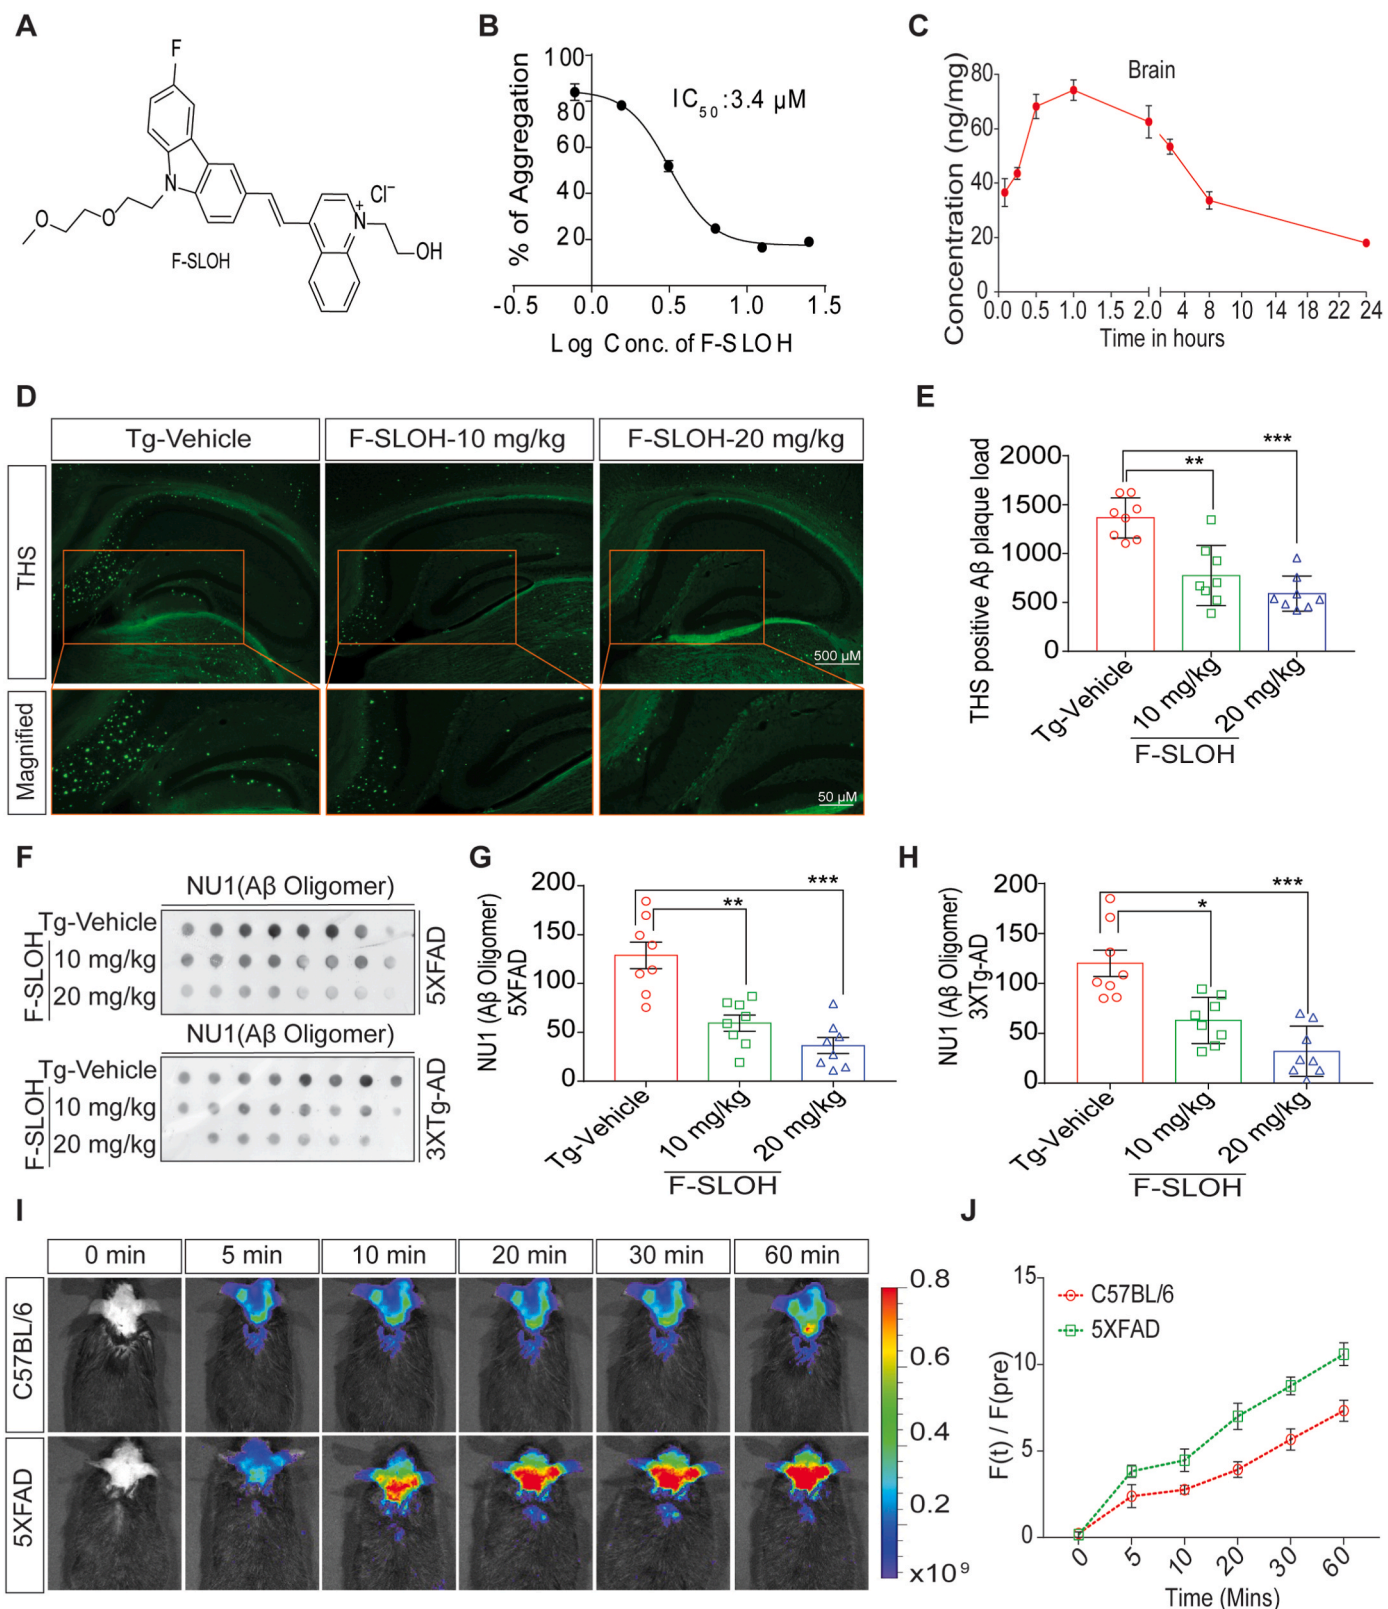 A
F
N
O
O
N
+
Cl−
OH
F-SLOH
B
% of Aggregation
100
80
60
40
20
IC50:3.4 μM
-0.5 0.0 0.5 1.0 1.5
Log Conc. of F-SLOH
C
Concentration (ng/mg)
80
60
40
20
0
Brain
0.0 0.5 1.0 1.5 2.0 4 8 10 14 18 22 24
Time in hours
D
Tg-Vehicle F-SLOH-10 mg/kg F-SLOH-20 mg/kg
THS
500 μM
Magnified
50 μM
E
THS positive Aβ plaque load
2000
1500
1000
500
0
***
**
Tg-Vehicle 10 mg/kg 20 mg/kg
F-SLOH
F
NU1(Aβ Oligomer)
Tg-Vehicle
10 mg/kg
20 mg/kg
F-SLOH
5XFAD
NU1(Aβ Oligomer)
Tg-Vehicle
10 mg/kg
20 mg/kg
F-SLOH
3XTg-AD
G
NU1 (Aβ Oligomer)
5XFAD
200
150
100
50
0
***
**
Tg-Vehicle 10 mg/kg 20 mg/kg
F-SLOH
H
NU1 (Aβ Oligomer)
3XTg-AD
200
150
100
50
0
***
*
Tg-Vehicle 10 mg/kg 20 mg/kg
F-SLOH
I
0 min 5 min 10 min 20 min 30 min 60 min
C57BL/6
5XFAD
0.8
0.6
0.4
0.2
x10⁹
J
F(t) / F(pre)
15
10
5
0
C57BL/6
5XFAD
0 5 10 20 30 60
Time (Mins)